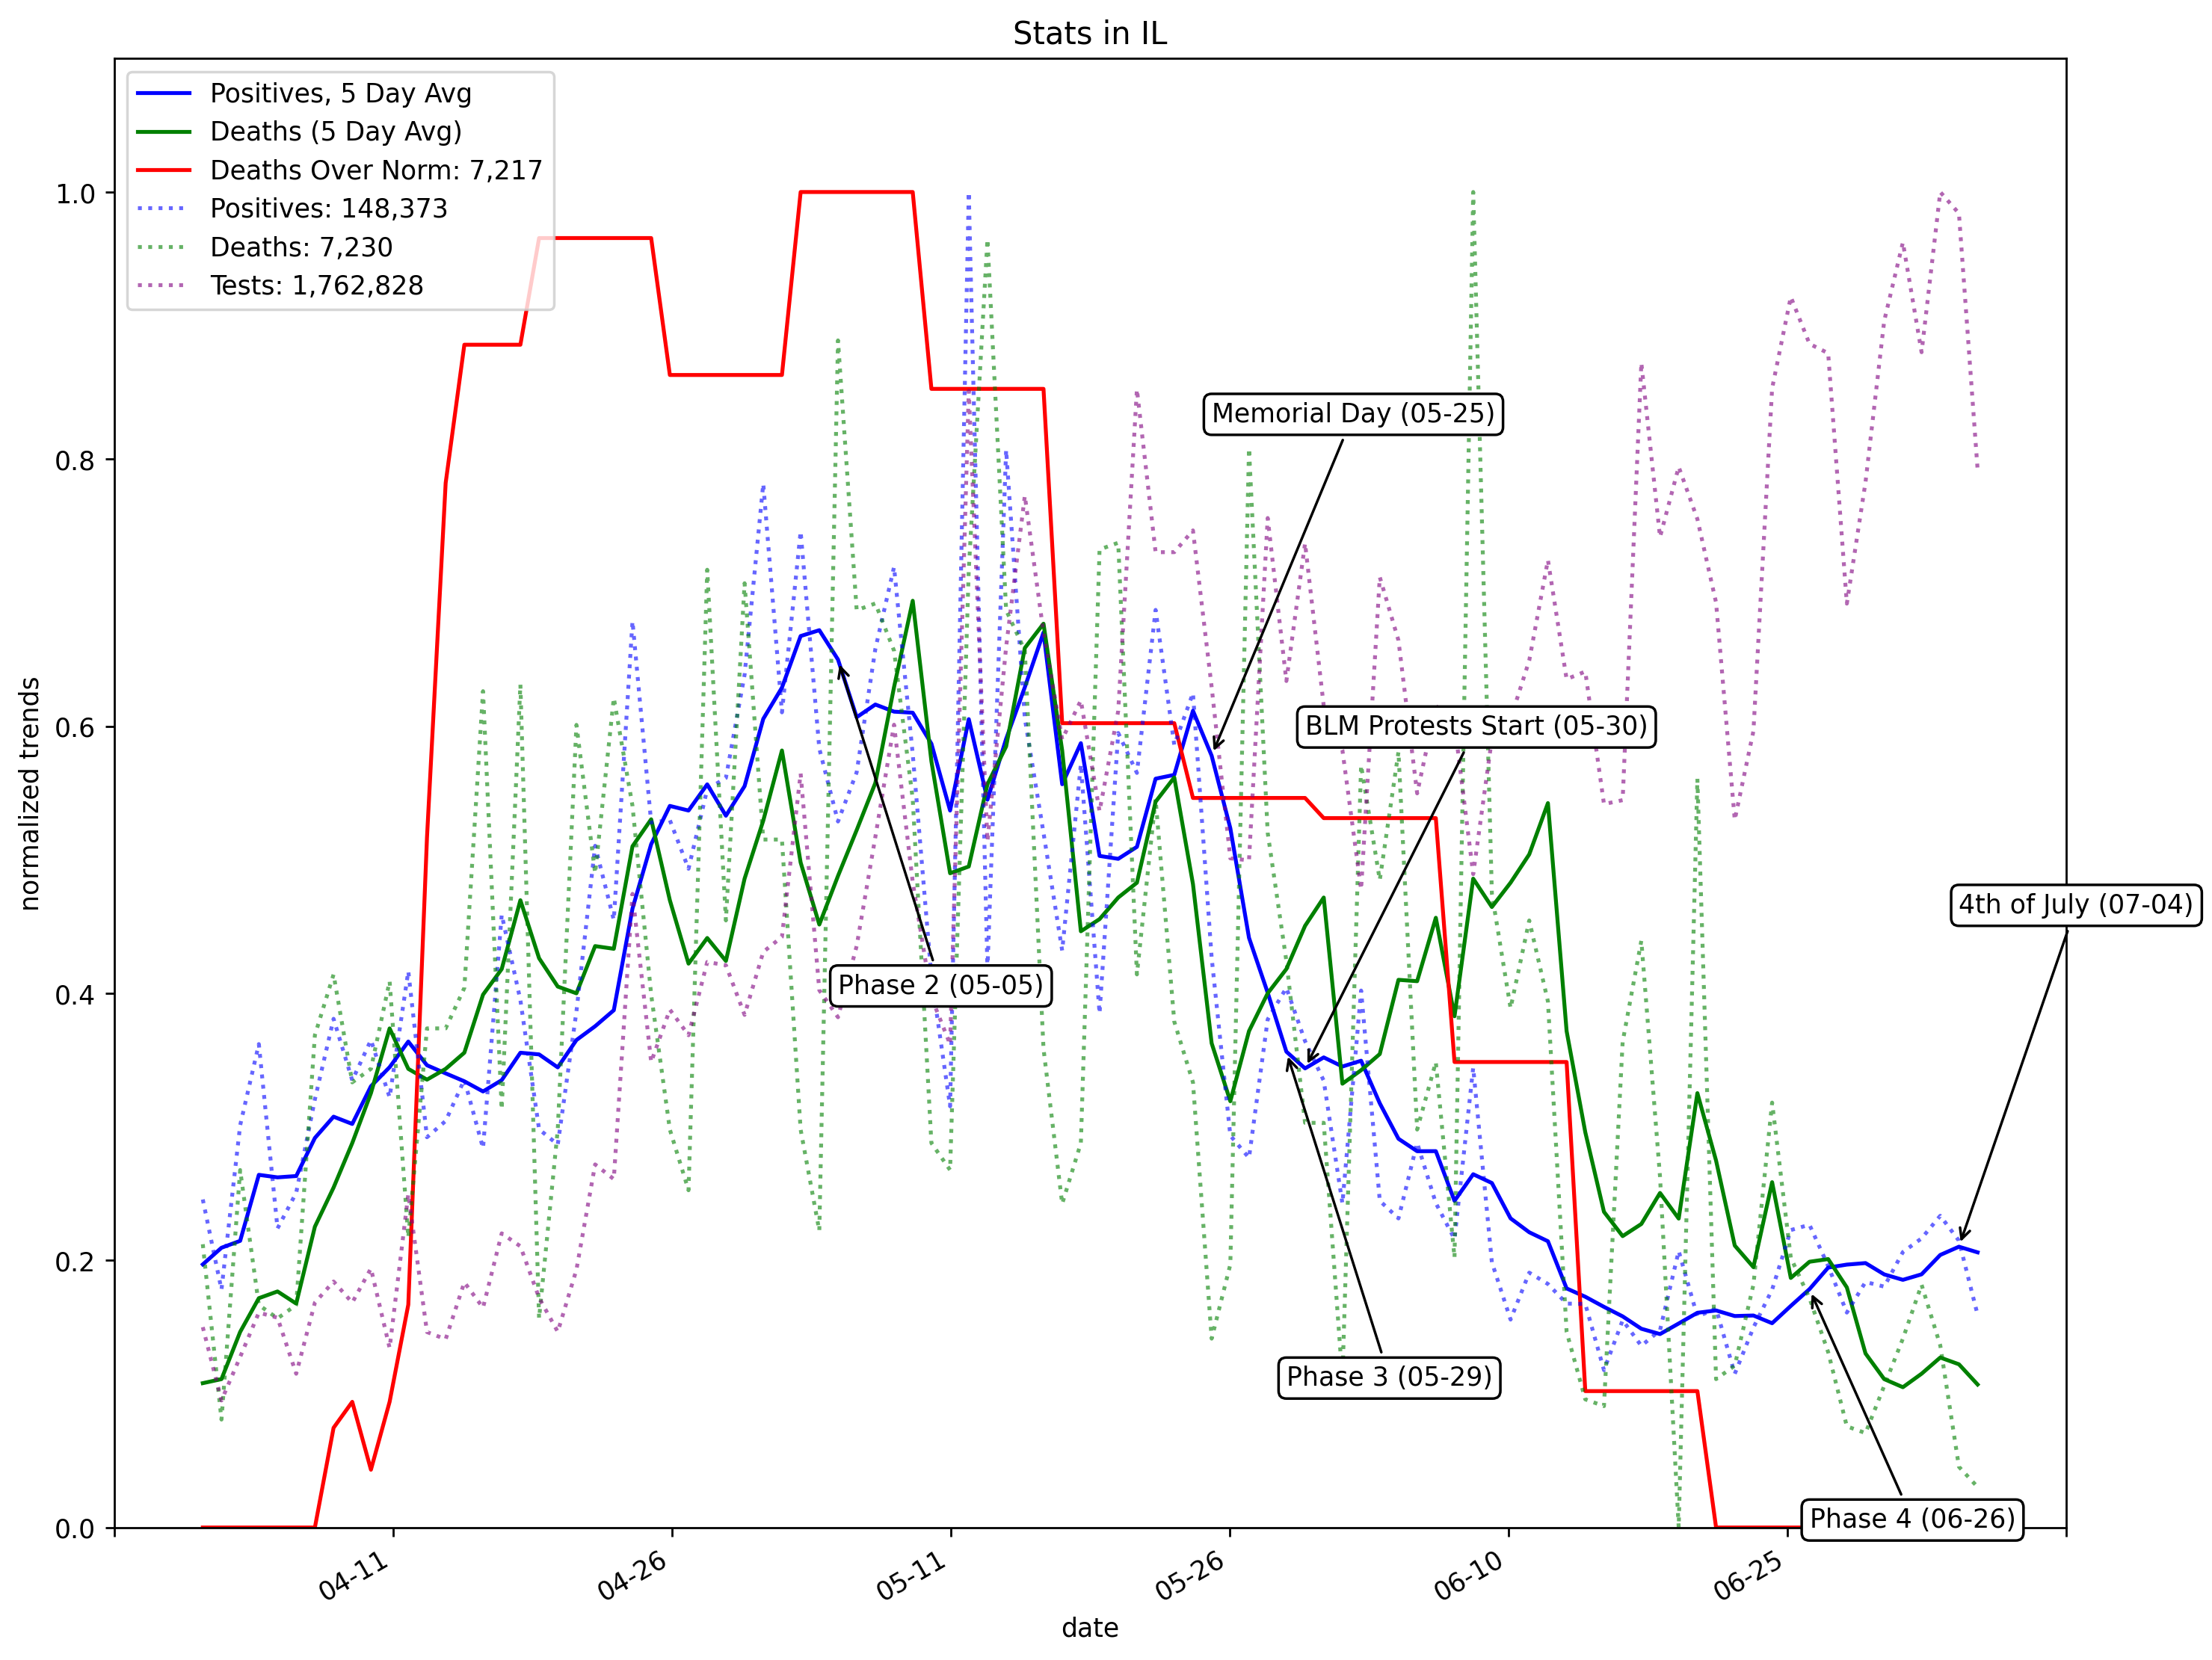 Stats in IL
Positives, 5 Day Avg
Deaths (5 Day Avg)
Deaths Over Norm: 7,217
Positives: 148,373
Deaths: 7,230
Tests: 1,762,828
1.0
0.8
0.6
0.4
0.2
0.0
normalized trends
Memorial Day (05-25)
BLM Protests Start (05-30)
4th of July (07-04)
Phase 2 (05-05)
Phase 3 (05-29)
Phase 4 (06-26)
04-11
04-26
05-11
05-26
06-10
06-25
date